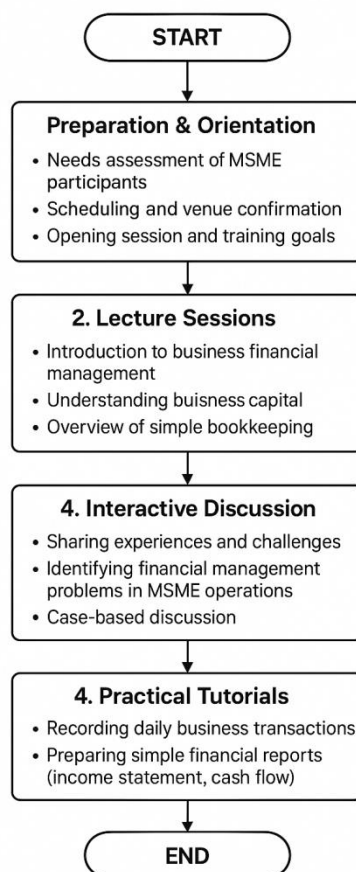 START
Preparation & Orientation
• Needs assessment of MSME
participants
• Scheduling and venue confirmation
• Opening session and training goals
2. Lecture Sessions
• Introduction to business financial
management
• Understanding buisness capital
• Overview of simple bookkeeping
4. Interactive Discussion
• Sharing experiences and challenges
• Identifying financial management
problems in MSME operations
• Case-based discussion
4. Practical Tutorials
• Recording daily business transactions
• Preparing simple financial reports
(income statement, cash flow)
END